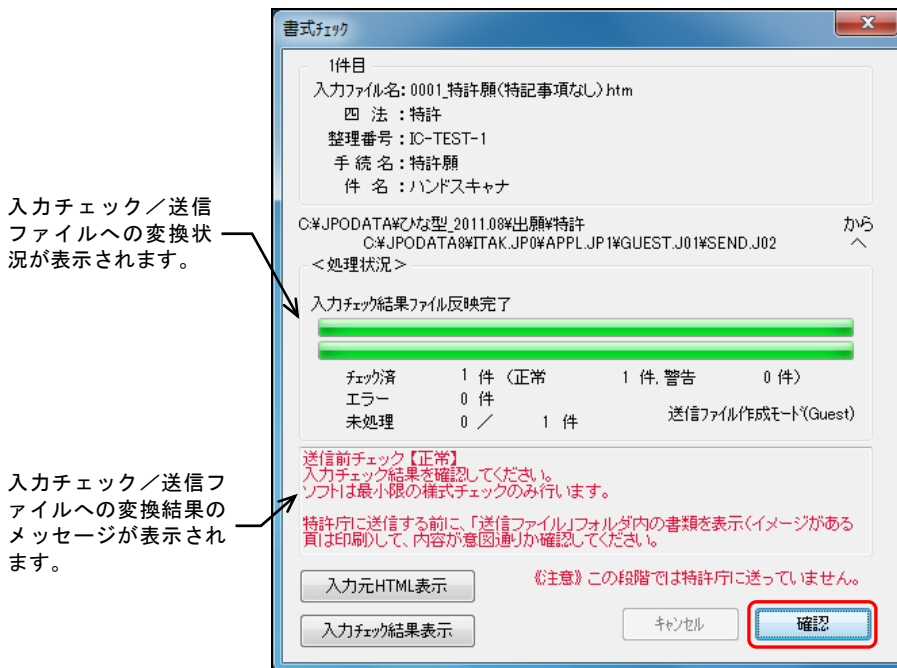 書式ﾁｪｯｸ
1件目
入力ﾌｧｲﾙ名: 0001_特許願(特記事項なし).htm
四 法 : 特許
整理番号 : IC-TEST-1
手 続 名 : 特許願
件 名 : ハンドスキャナ
C:¥JPODATA¥ひな型_2011.08¥出願¥特許 から
C:¥JPODATA8¥ITAK.JP0¥APPL.JP1¥GUEST.J01¥SEND.J02 へ
＜処理状況＞
入力ﾁｪｯｸ結果ﾌｧｲﾙ反映完了
ﾁｪｯｸ済 1 件 (正常 1 件, 警告 0 件)
エラー 0 件
未処理 0 ／ 1 件 送信ﾌｧｲﾙ作成ﾓｰﾄﾞ(Guest)
送信前チェック【正常】
入力チェック結果を確認してください。
ソフトは最小限の様式チェックのみ行います。
特許庁に送信する前に、「送信ファイル」フォルダ内の書類を表示(イメージがある
頁は印刷)して、内容が意図通りか確認してください。
入力元HTML表示
《注意》この段階では特許庁に送っていません。
入力ﾁｪｯｸ結果表示
ｷｬﾝｾﾙ
確認
入力チェック／送信
ファイルへの変換状
況が表示されます。
入力チェック／送信フ
ァイルへの変換結果の
メッセージが表示され
ます。